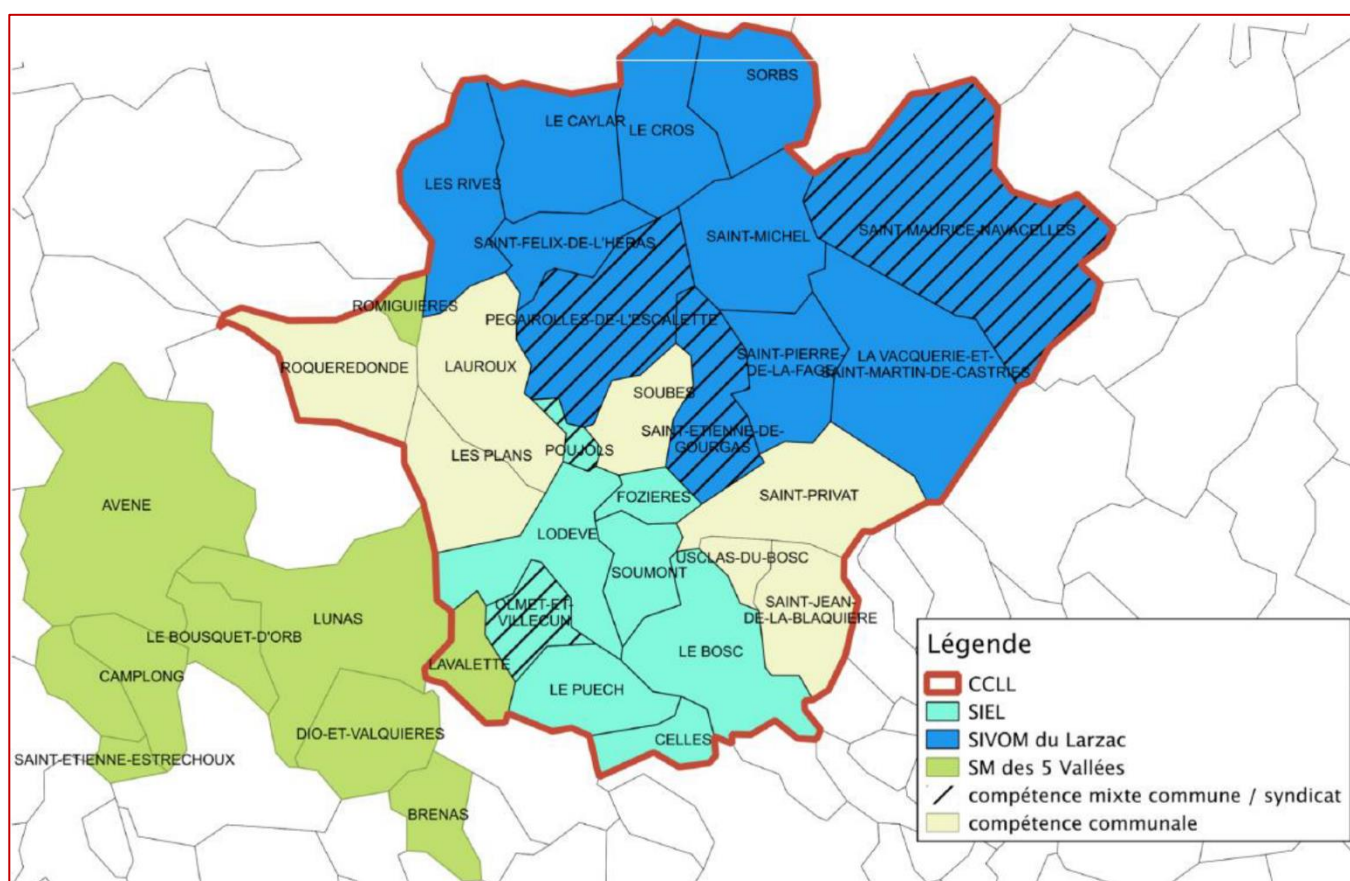 SORBS
LE CAYLAR
LE CROS
LES RIVES
SAINT MAURICE-NAVACELLES
SAINT-MICHEL
SAINT-FELIX-DE-L'HERAS
ROMIGUIERES
PEGAIROLLES-DE-L'ESCALETTE
SAINT-PIERRE-
DE-LA-FAGE
LA VACQUERIE-ET-
SAINT-MARTIN-DE-CASTRIES
ROQUEREDONDE
LAUROUX
SOUBES
SAINT-ETIENNE-DE-
GOURGAS
POUJOLS
LES PLANS
FOZIERES
SAINT-PRIVAT
AVENE
LODEVE
USCLAS-DU-BOSC
SOUMONT
SAINT-JEAN-
DE-LA-BLAQUIERE
OLMET-ET-
VILLECUN
LUNAS
LE BOUSQUET-D'ORB
LE BOSC
LAVALETTE
CAMPLONG
LE PUECH
DIO-ET-VALQUIERES
CELLES
SAINT-ETIENNE-ESTRECHOUX
BRENAS
Légende
CCLL
SIEL
SIVOM du Larzac
SM des 5 Vallées
compétence mixte commune / syndicat
compétence communale